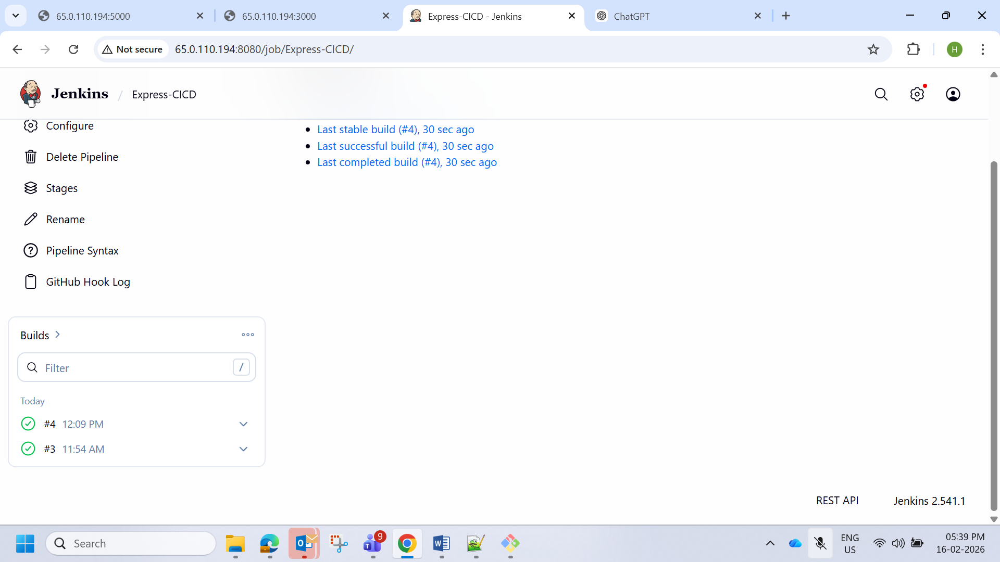 65.0.110.194:5000
65.0.110.194:3000
Express-CICD - Jenkins
ChatGPT
Not secure
65.0.110.194:8080/job/Express-CICD/
H
Jenkins / Express-CICD
Configure
Delete Pipeline
Stages
Rename
Pipeline Syntax
GitHub Hook Log
Last stable build (#4), 30 sec ago
Last successful build (#4), 30 sec ago
Last completed build (#4), 30 sec ago
Builds
Filter
/
Today
#4 12:09 PM
#3 11:54 AM
REST API
Jenkins 2.541.1
Search
9
ENG
US
05:39 PM
16-02-2026